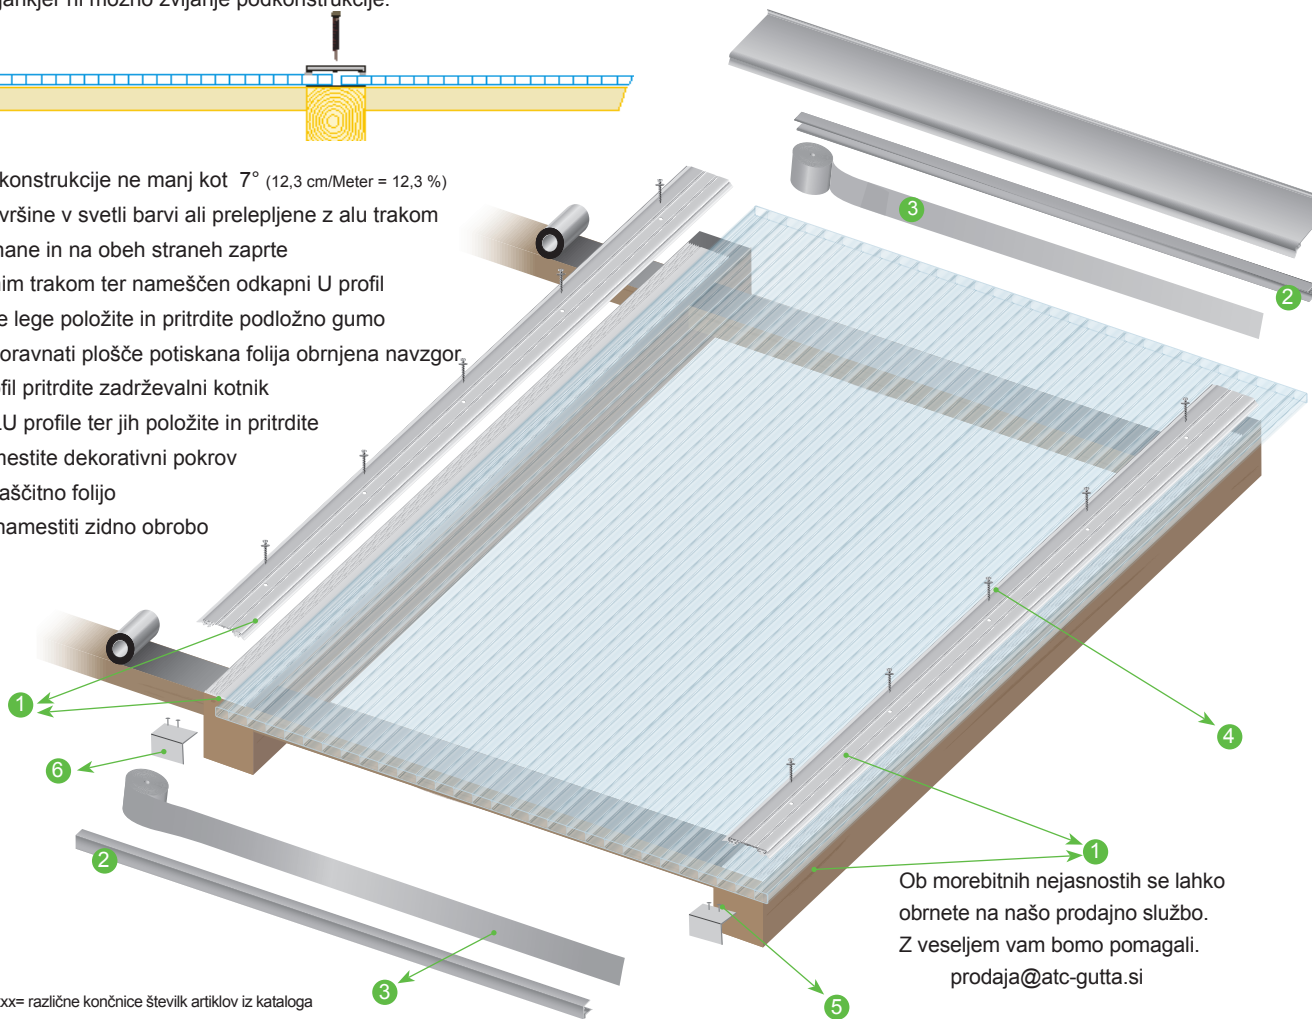 kjer ni možno zvijanje podkonstrukcije.
konstrukcije ne manj kot 7° (12,3 cm/Meter = 12,3 %)
vršine v svetli barvi ali prelepljene z alu trakom
nane in na obeh straneh zaprte
nim trakom ter nameščen odkapni U profil
e lege položite in pritrdite podložno gumo
oravnati plošče potiskana folija obrnjena navzgor
fil pritrdite zadrževalni kotnik
LU profile ter jih položite in pritrdite
mestite dekorativni pokrov
aščitno folijo
namestiti zidno obrobo
3
2
1
6
2
3
4
1
5
Ob morebitnih nejasnostih se lahko
obrnete na našo prodajno službo.
Z veseljem vam bomo pomagali.
prodaja@atc-gutta.si
xx= različne končnice številk artiklov iz kataloga